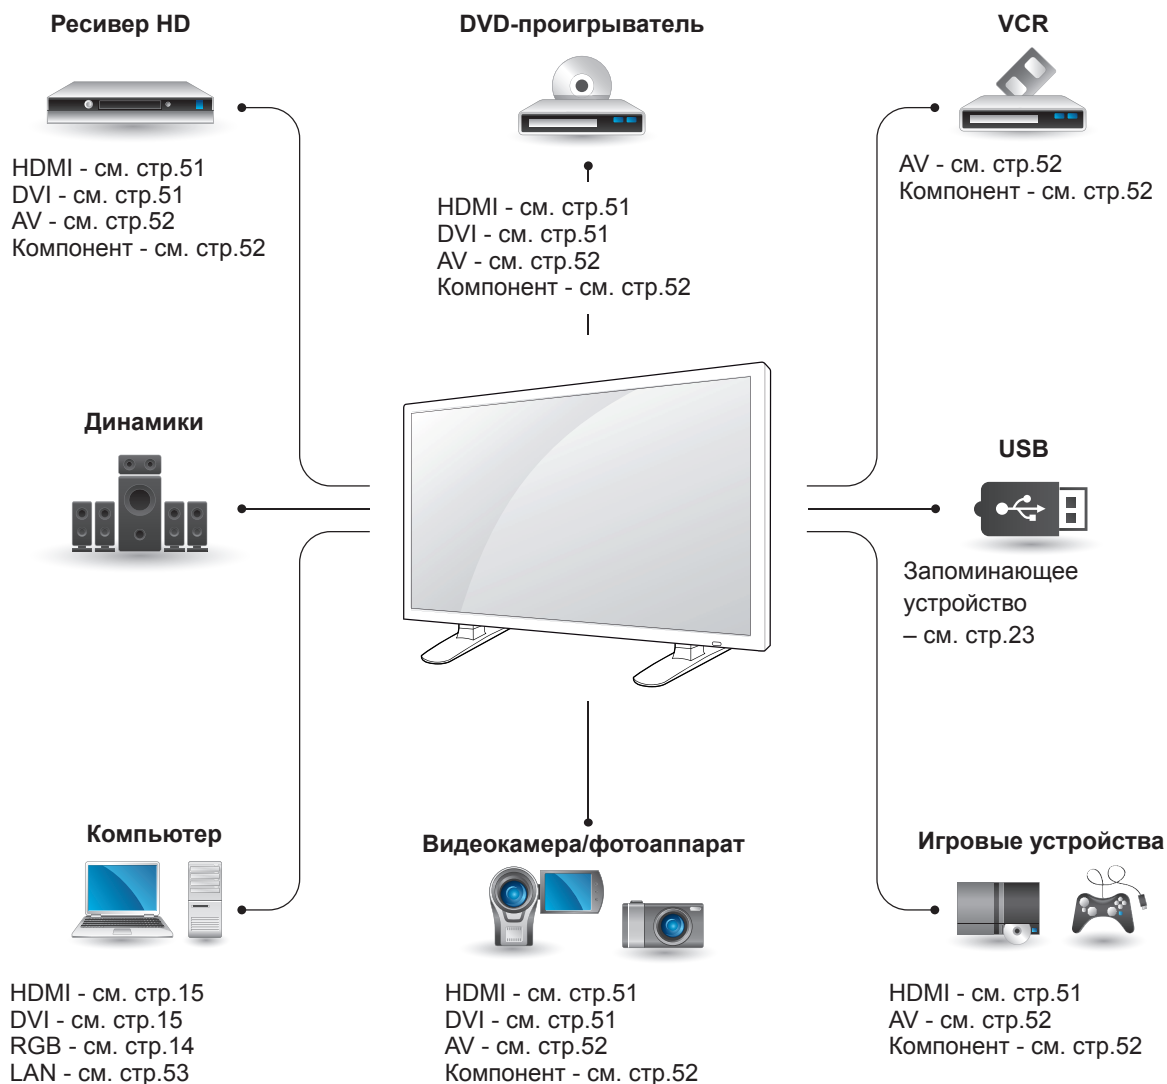 Ресивер HD
HDMI - см. стр.51
DVI - см. стр.51
AV - см. стр.52
Компонент - см. стр.52
DVD-проигрыватель
HDMI - см. стр.51
DVI - см. стр.51
AV - см. стр.52
Компонент - см. стр.52
VCR
AV - см. стр.52
Компонент - см. стр.52
Динамики
USB
Запоминающее
устройство
– см. стр.23
Компьютер
HDMI - см. стр.15
DVI - см. стр.15
RGB - см. стр.14
LAN - см. стр.53
Видеокамера/фотоаппарат
HDMI - см. стр.51
DVI - см. стр.51
AV - см. стр.52
Компонент - см. стр.52
Игровые устройства
HDMI - см. стр.51
AV - см. стр.52
Компонент - см. стр.52